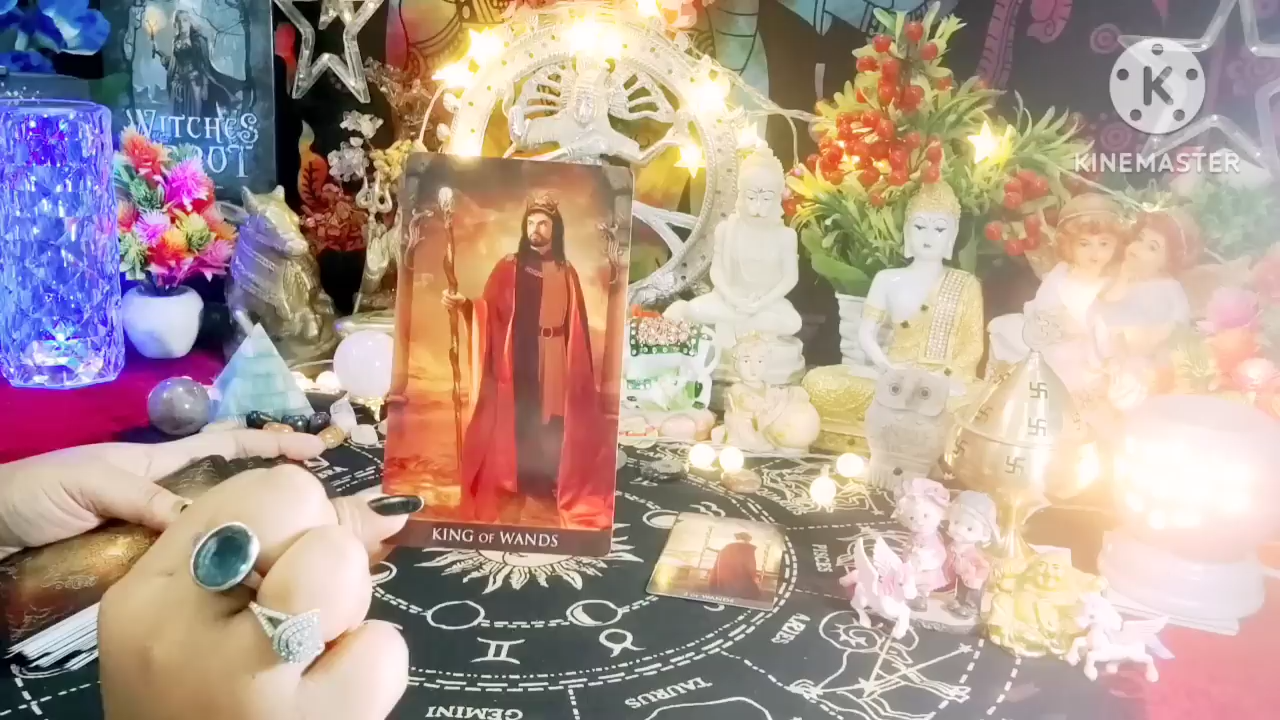 WITCHES
TAROT
K
KINEMASTER
KING OF WANDS
PISCES
ARIES
TAURUS
GEMINI